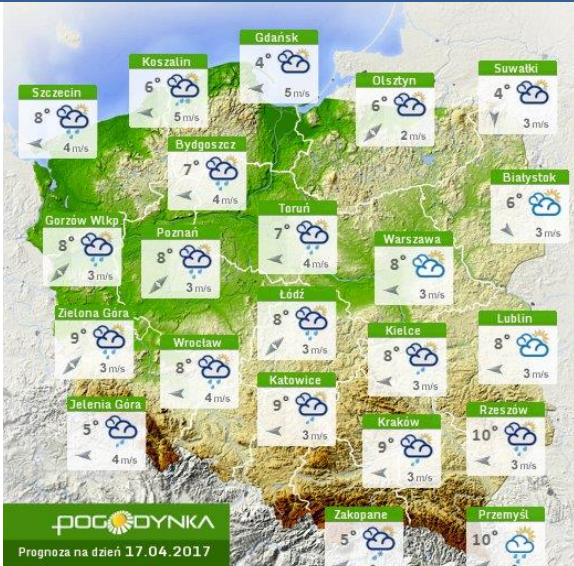 Gdańsk
4°
5 m/s
Koszalin
6°
5 m/s
Suwałki
4°
3 m/s
Olsztyn
6°
2 m/s
Szczecin
8°
4 m/s
Bydgoszcz
7°
4 m/s
Białystok
6°
3 m/s
Toruń
7°
4 m/s
Gorzów Wlkp
8°
3 m/s
Poznań
8°
3 m/s
Warszawa
8°
3 m/s
Łódź
8°
3 m/s
Zielona Góra
9°
3 m/s
Lublin
8°
3 m/s
Kielce
8°
3 m/s
Wrocław
8°
4 m/s
Katowice
9°
3 m/s
Jelenia Góra
5°
4 m/s
Rzeszów
10°
3 m/s
Kraków
9°
3 m/s
Zakopane
5°
Przemyśl
10°
POGODYNKA
Prognoza na dzień 17.04.2017